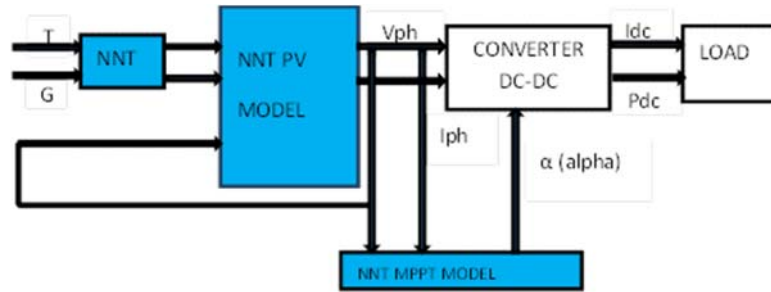 T
NNT
G
NNT PV
MODEL
Vph
Iph
CONVERTER
DC-DC
α (alpha)
Idc
Pdc
LOAD
NNT MPPT MODEL